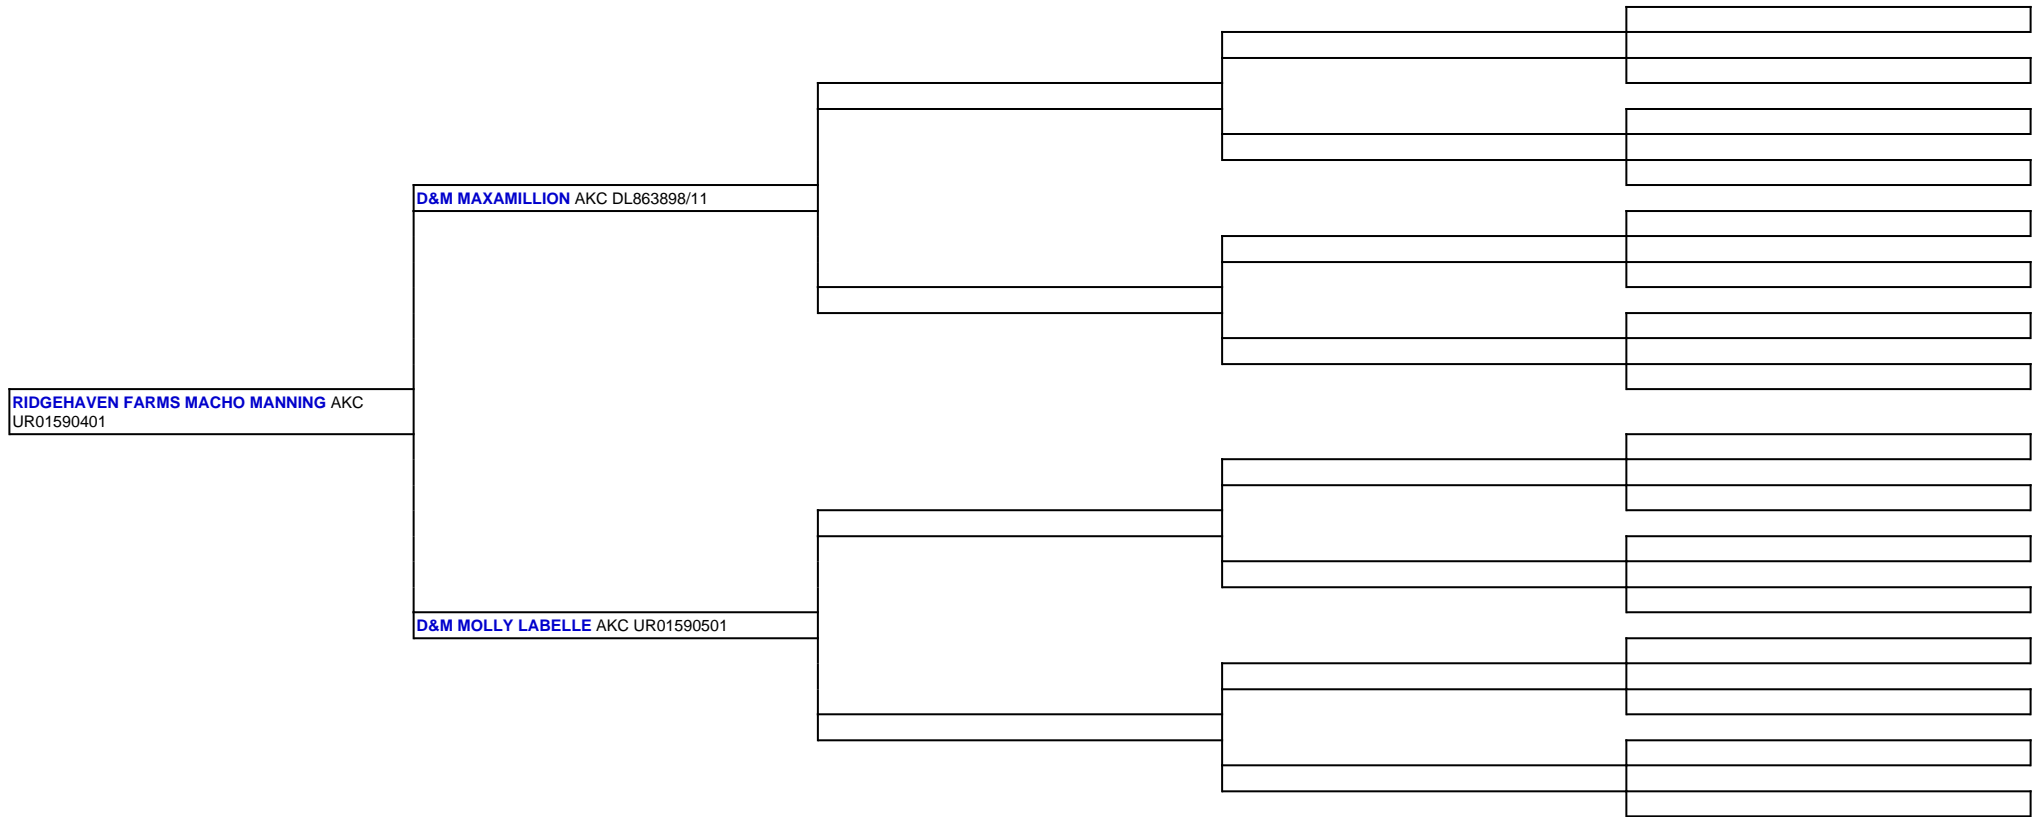 D&M MAXAMILLION AKC DL863898/11
RIDGEHAVEN FARMS MACHO MANNING AKC
UR01590401
D&M MOLLY LABELLE AKC UR01590501